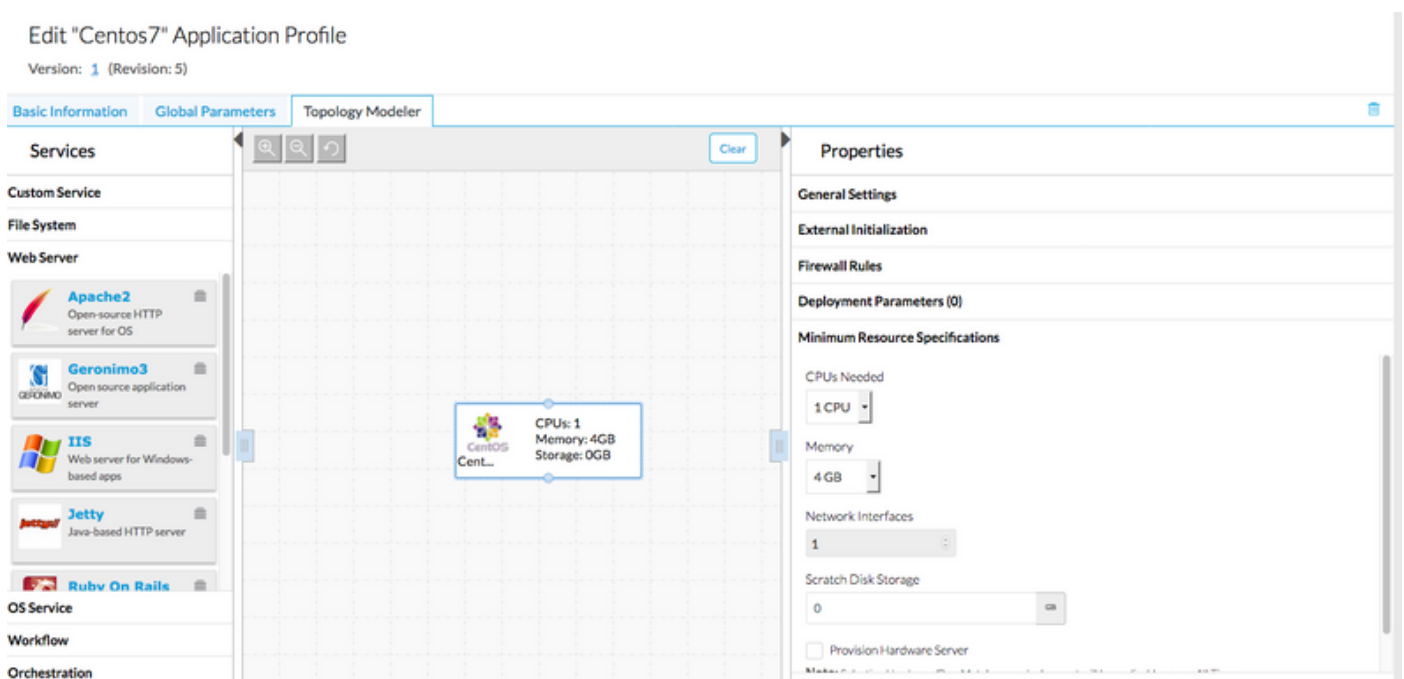 Edit "Centos7" Application Profile
Version: 1 (Revision: 5)
Basic Information
Global Parameters
Topology Modeler
Services
Custom Service
File System
Web Server
Apache2
Open-source HTTP
server for OS
GERONIMO
Geronimo3
Open source application
server
IIS
Web server for Windows-
based apps
jetty
Jetty
Java-based HTTP server
Ruby On Rails
OS Service
Workflow
Orchestration
Clear
CentOS
Cent...
CPUs: 1
Memory: 4GB
Storage: 0GB
Properties
General Settings
External Initialization
Firewall Rules
Deployment Parameters (0)
Minimum Resource Specifications
CPUs Needed
1 CPU
Memory
4 GB
Network Interfaces
1
Scratch Disk Storage
0
GB
Provision Hardware Server